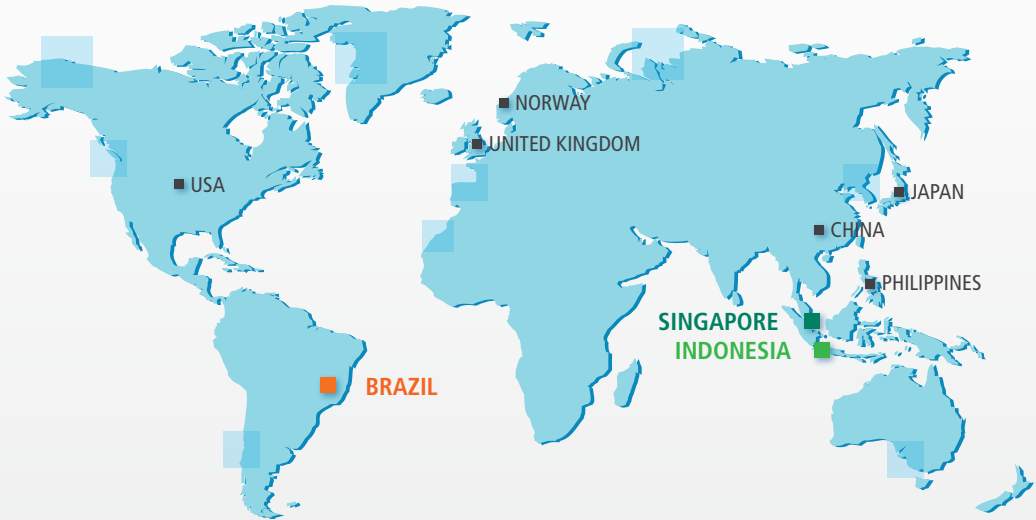 NORWAY
UNITED KINGDOM
USA
JAPAN
CHINA
PHILIPPINES
SINGAPORE
INDONESIA
BRAZIL